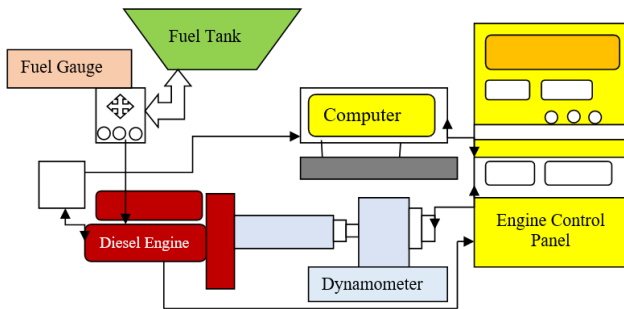 Fuel Tank
Fuel Gauge
Computer
Diesel Engine
Engine Control
Panel
Dynamometer